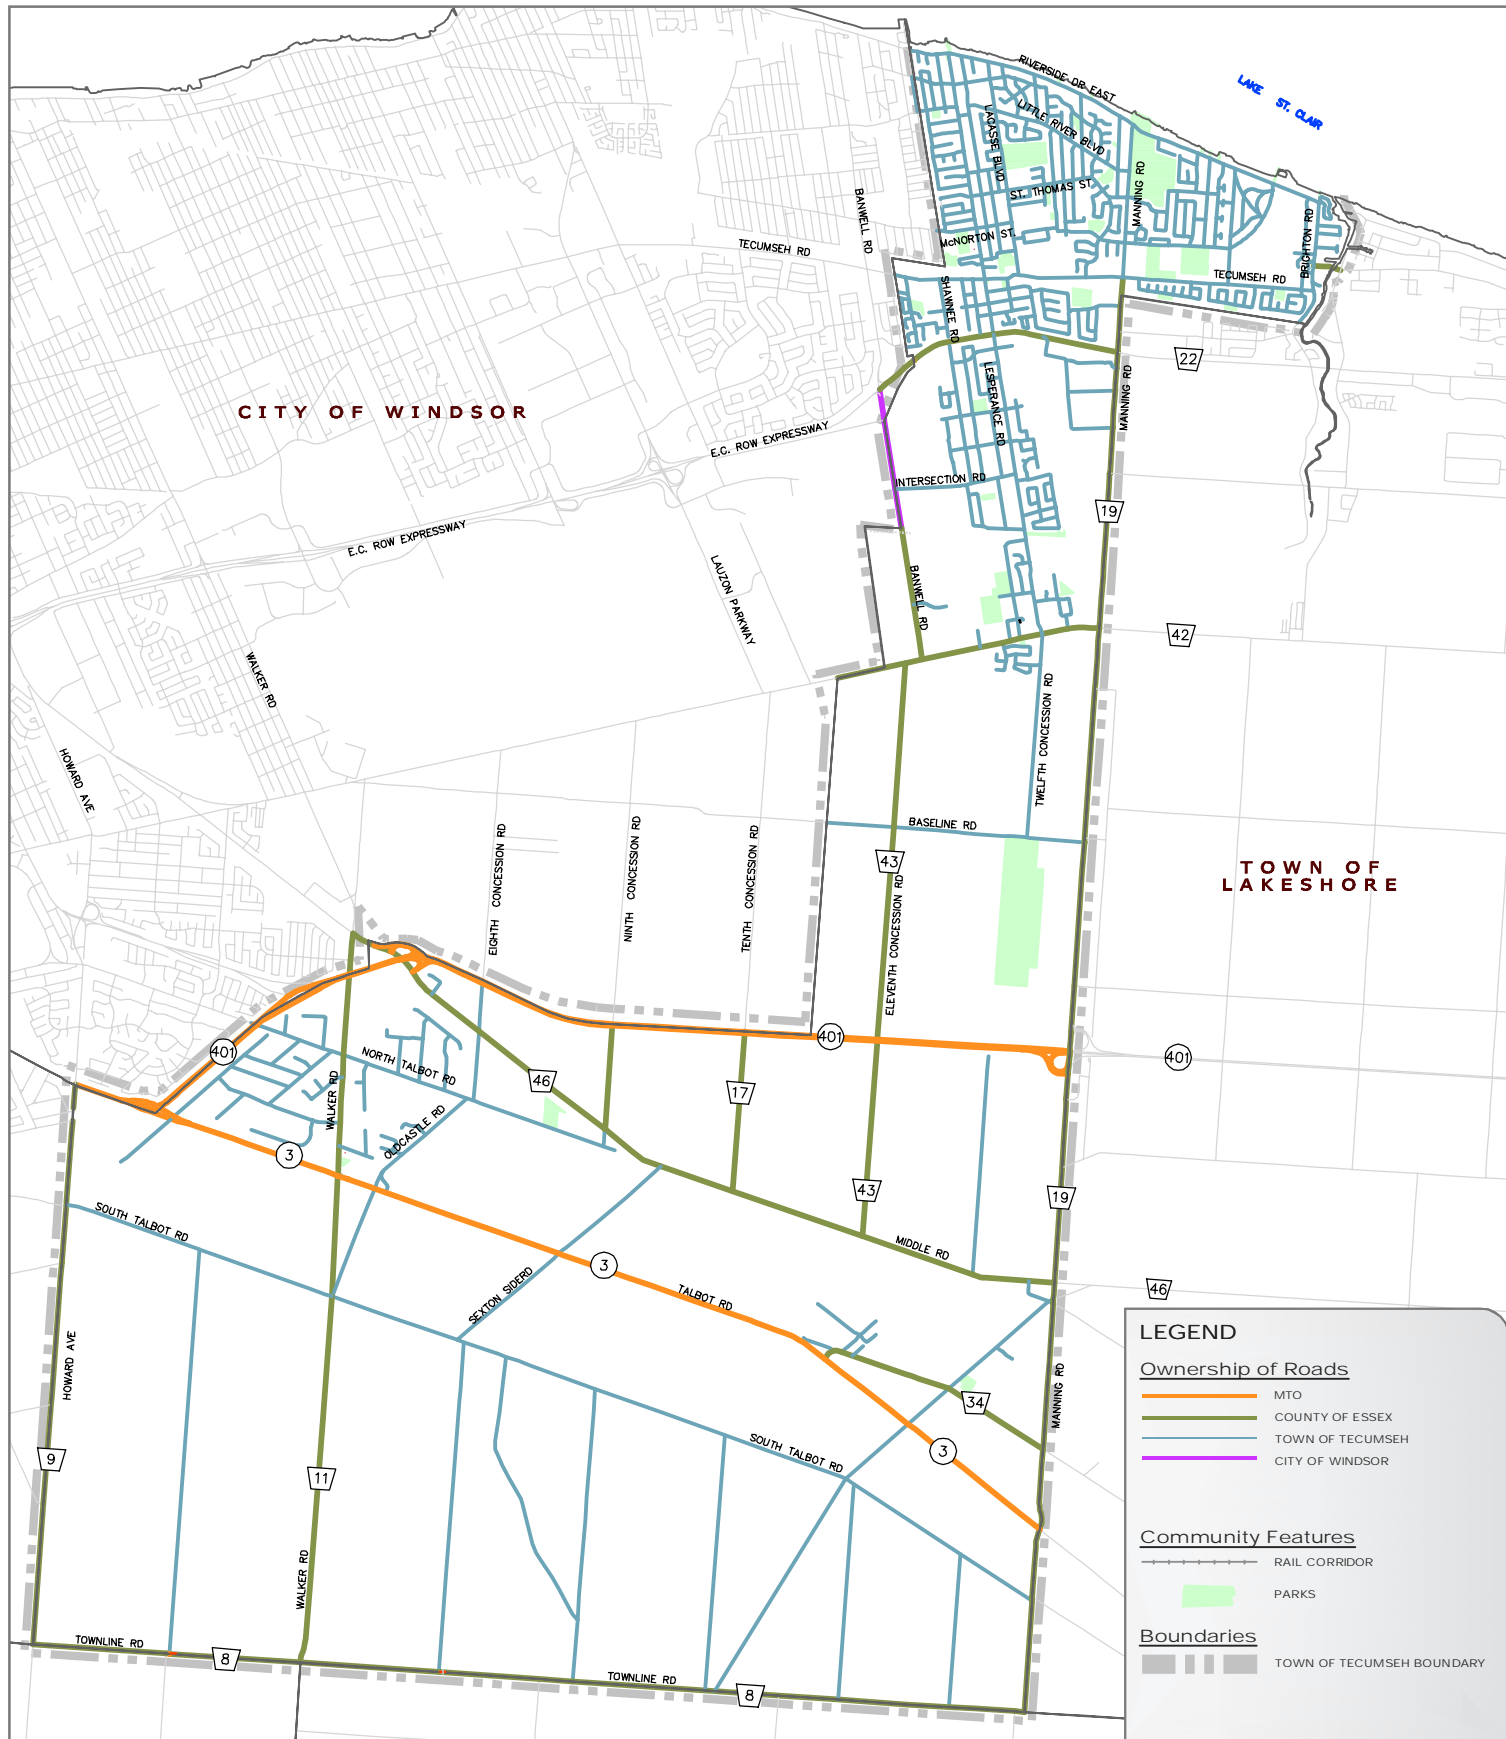 RIVERSIDE DR EAST
LAKE ST. CLAIR
LITTLE RIVER BLVD
LACASSE BLVD
ST. THOMAS ST.
MANNING RD
BANWELL RD
BRIGHTON RD
McNORTON ST.
TECUMSEH RD
TECUMSEH RD
SHAWNEE RD
22
LESPERANCE RD
MANNING RD
CITY OF WINDSOR
E.C. ROW EXPRESSWAY
INTERSECTION RD
19
E.C. ROW EXPRESSWAY
LAUZON PARKWAY
BANWELL RD
42
WALKER RD
TWELFTH CONCESSION RD
HOWARD AVE
BASELINE RD
EIGHTH CONCESSION RD
NINTH CONCESSION RD
TENTH CONCESSION RD
43
TOWN OF
LAKESHORE
ELEVENTH CONCESSION RD
401
401
401
NORTH TALBOT RD
46
17
WALKER RD
OLDCASTLE RD
3
43
19
SOUTH TALBOT RD
MIDDLE RD
3
46
SEXTON SIDERD
TALBOT RD
HOWARD AVE
MANNING RD
34
9
11
SOUTH TALBOT RD
3
WALKER RD
TOWNLINE RD
8
TOWNLINE RD
8
LEGEND
Ownership of Roads
MTO
COUNTY OF ESSEX
TOWN OF TECUMSEH
CITY OF WINDSOR
Community Features
RAIL CORRIDOR
PARKS
Boundaries
TOWN OF TECUMSEH BOUNDARY